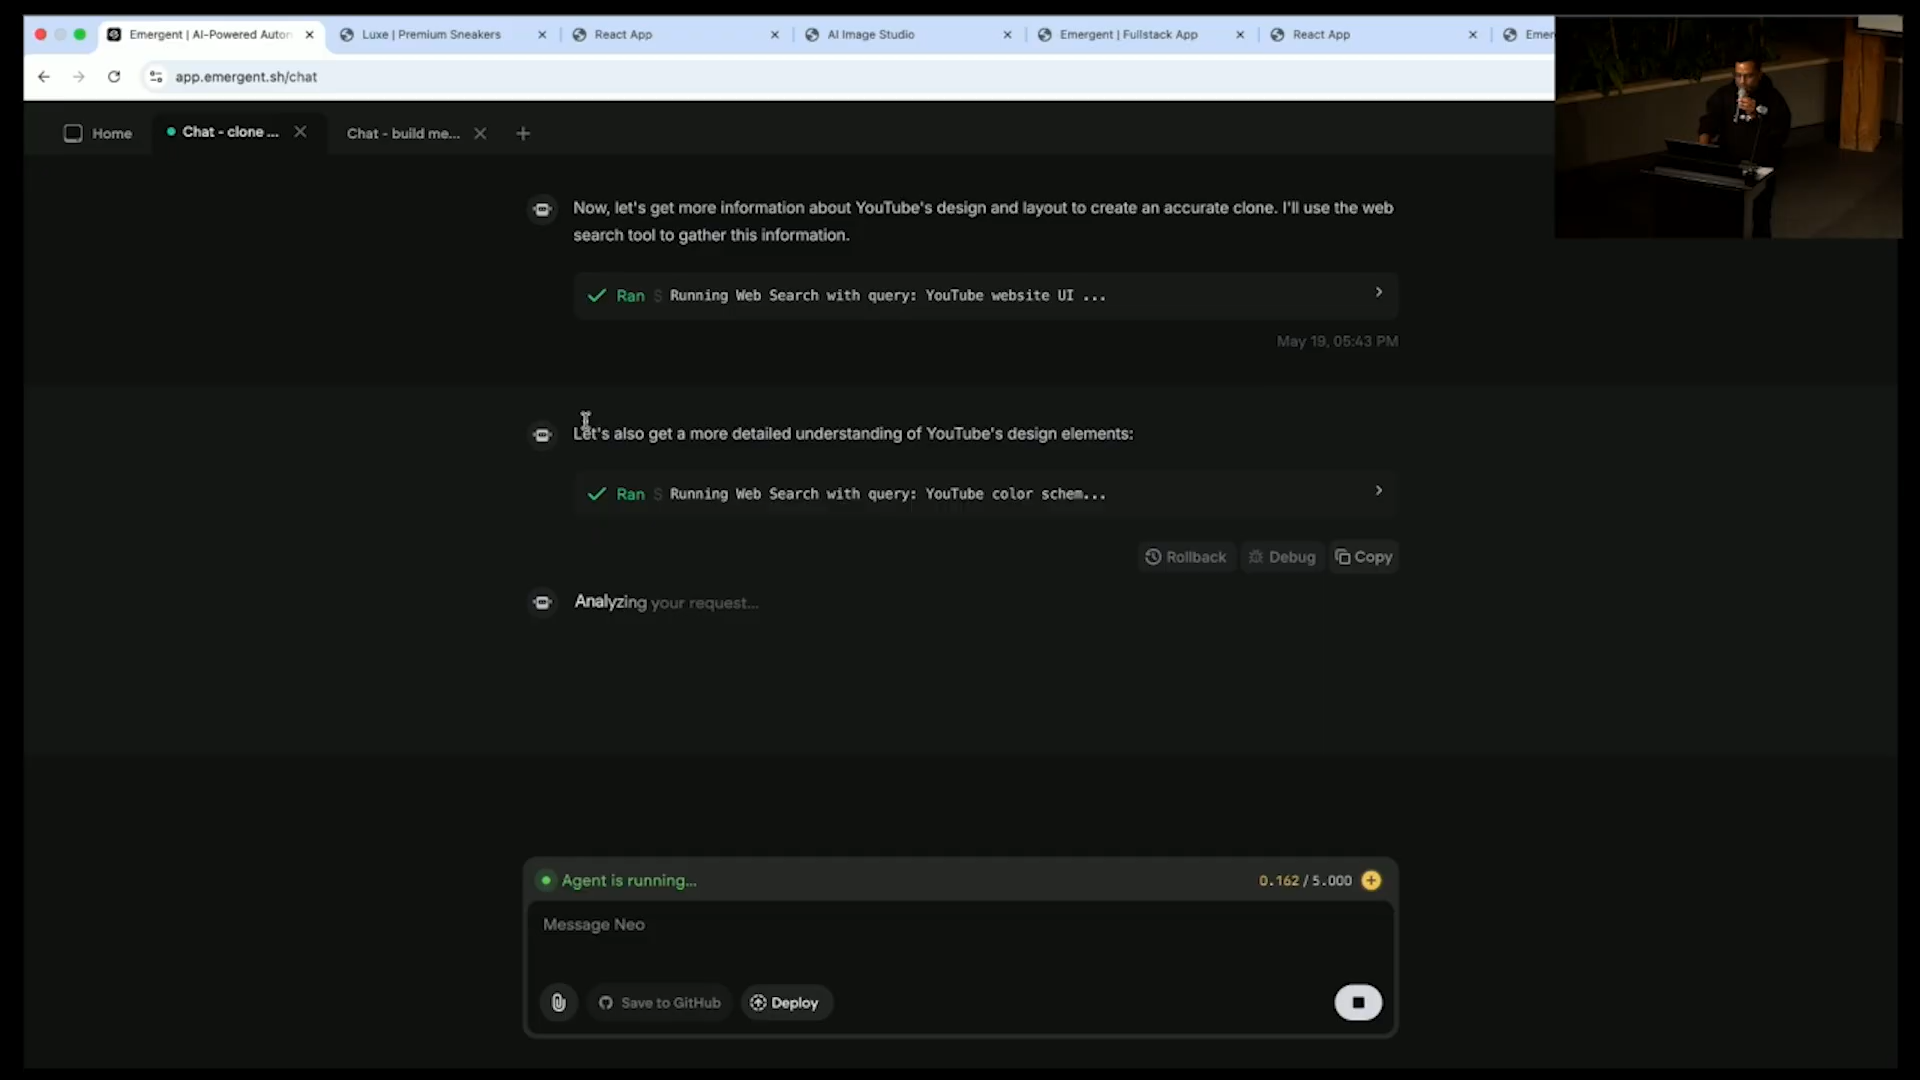 Emergent | AI-Powered Auton
Luxe | Premium Sneakers
React App
AI Image Studio
Emergent | Fullstack App
React App
Emer
app.emergent.sh/chat
Home
Chat - clone ...
Chat - build me...
Now, let's get more information about YouTube's design and layout to create an accurate clone. I'll use the web
search tool to gather this information.
Ran S Running Web Search with query: YouTube website UI ...
May 19, 05:43 PM
Let's also get a more detailed understanding of YouTube's design elements:
Ran S Running Web Search with query: YouTube color schem...
Rollback
Debug
Copy
Analyzing your request...
Agent is running...
0.162 / 5.000
Message Neo
Save to GitHub
Deploy